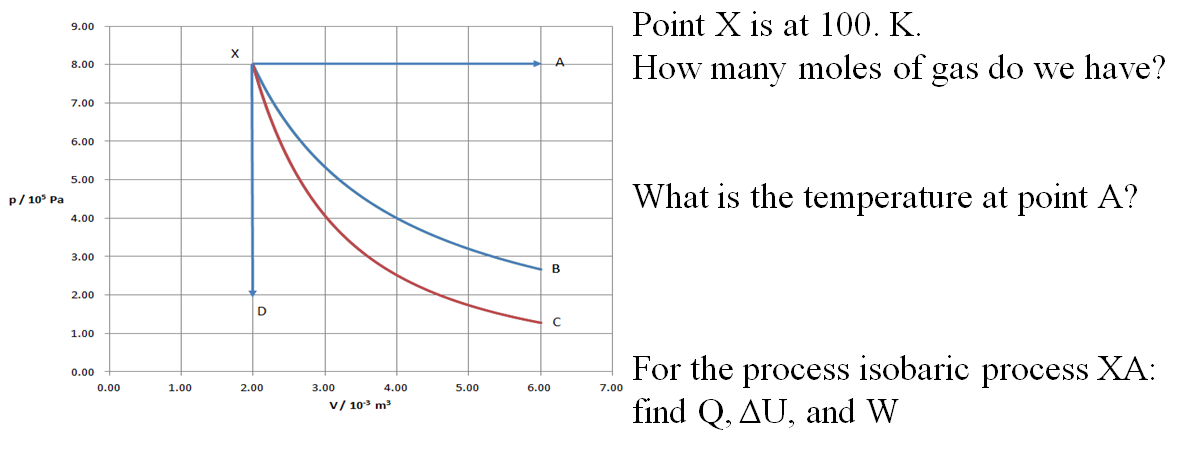 9.00
8.00
7.00
6.00
5.00
4.00
3.00
2.00
1.00
0.00
p / 10⁵ Pa
X
A
B
C
D
0.00 1.00 2.00 3.00 4.00 5.00 6.00 7.00
V/ 10⁻³ m³
Point X is at 100. K.
How many moles of gas do we have?
What is the temperature at point A?
For the process isobaric process XA:
find Q, ΔU, and W